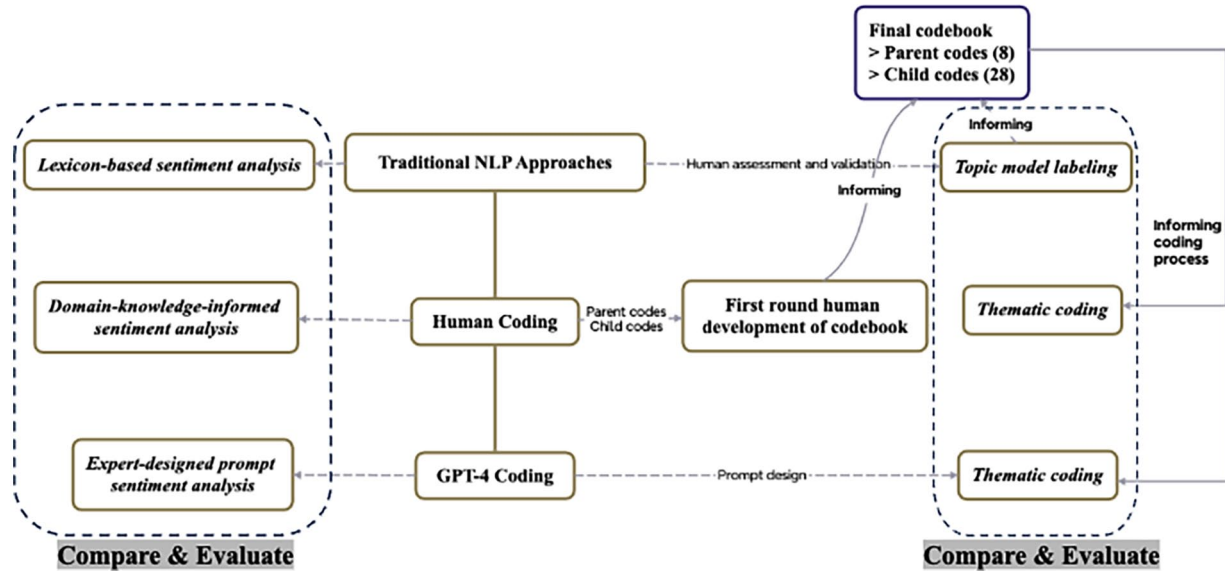 Final codebook
> Parent codes (8)
> Child codes (28)
Informing
Lexicon-based sentiment analysis
Traditional NLP Approaches
Human assessment and validation
Topic model labeling
Informing
Informing
coding
process
Domain-knowledge-informed
sentiment analysis
Human Coding
Parent codes
Child codes
First round human
development of codebook
Thematic coding
Expert-designed prompt
sentiment analysis
GPT-4 Coding
Prompt design
Thematic coding
Compare & Evaluate
Compare & Evaluate